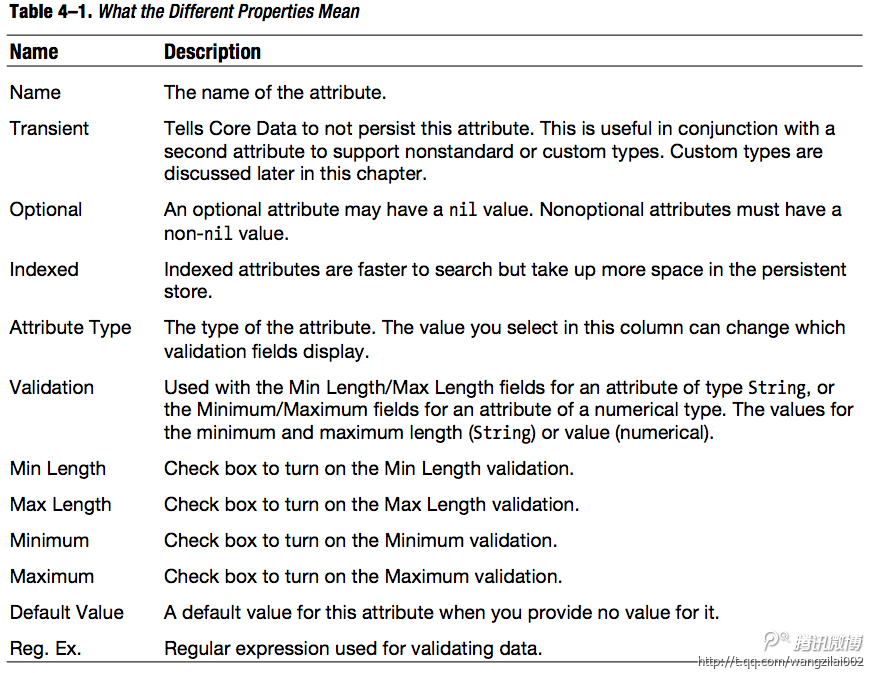 Table 4–1. What the Different Properties Mean
Name Description
Name The name of the attribute.
Transient Tells Core Data to not persist this attribute. This is useful in conjunction with a
second attribute to support nonstandard or custom types. Custom types are
discussed later in this chapter.
Optional An optional attribute may have a nil value. Nonoptional attributes must have a
non-nil value.
Indexed Indexed attributes are faster to search but take up more space in the persistent
store.
Attribute Type The type of the attribute. The value you select in this column can change which
validation fields display.
Validation Used with the Min Length/Max Length fields for an attribute of type String, or
the Minimum/Maximum fields for an attribute of a numerical type. The values for
the minimum and maximum length (String) or value (numerical).
Min Length Check box to turn on the Min Length validation.
Max Length Check box to turn on the Max Length validation.
Minimum Check box to turn on the Minimum validation.
Maximum Check box to turn on the Maximum validation.
Default Value A default value for this attribute when you provide no value for it.
Reg. Ex. Regular expression used for validating data.
腾讯微博
http://t.qq.com/wangzilai002